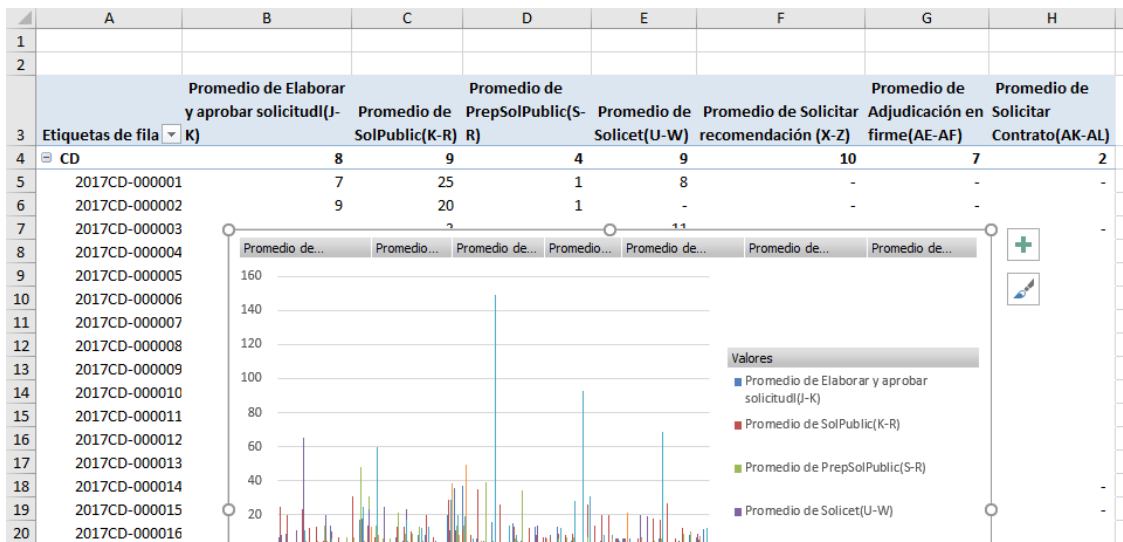 A B C D E F G H
1
2
Promedio de Elaborar Promedio de Promedio de Promedio de
y aprobar solicitudl(J- Promedio de PrepSolPublic(S- Promedio de Promedio de Solicitar Adjudicación en Solicitar
3 Etiquetas de fila K) SolPublic(K-R) R) Solicet(U-W) recomendación (X-Z) firme(AE-AF) Contrato(AK-AL)
4 CD 8 9 4 9 10 7 2
5 2017CD-000001 7 25 1 8 - - -
6 2017CD-000002 9 20 1 - - - -
7 2017CD-000003 -
8 2017CD-000004
9 2017CD-000005
10 2017CD-000006
11 2017CD-000007
12 2017CD-000008
13 2017CD-000009
14 2017CD-000010
15 2017CD-000011
16 2017CD-000012
17 2017CD-000013
18 2017CD-000014 -
19 2017CD-000015 -
20 2017CD-000016
Promedio de... Promedio... Promedio de... Promedio... Promedio de... Promedio de... Promedio de...
160
140
120
100
80
60
40
20
Valores
Promedio de Elaborar y aprobar
solicitudl(J-K)
Promedio de SolPublic(K-R)
Promedio de PrepSolPublic(S-R)
Promedio de Solicet(U-W)